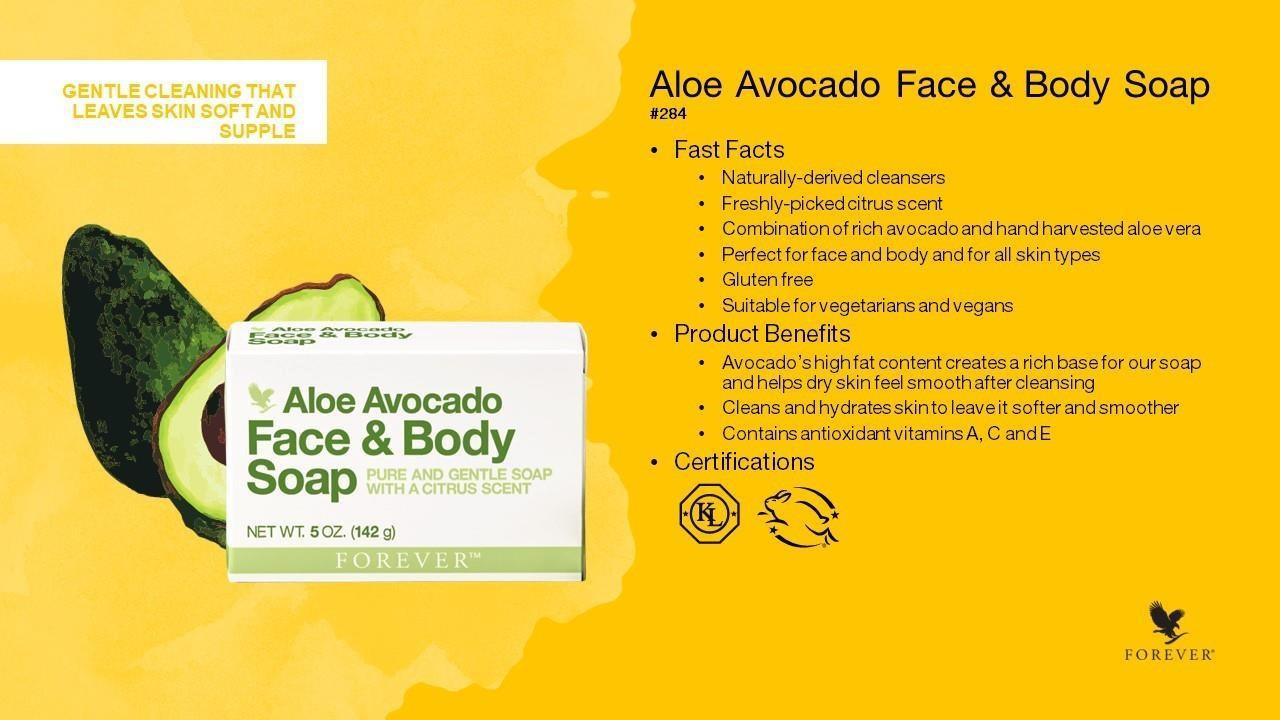 GENTLE CLEANING THAT
LEAVES SKIN SOFT AND
SUPPLE
Aloe Avocado
Face & Body
Soap
Aloe Avocado
Face & Body
Soap
PURE AND GENTLE SOAP
WITH A CITRUS SCENT
NET WT. 5 OZ. (142 g)
FOREVER™
Aloe Avocado Face & Body Soap
#284
• Fast Facts
• Naturally-derived cleansers
• Freshly-picked citrus scent
• Combination of rich avocado and hand harvested aloe vera
• Perfect for face and body and for all skin types
• Gluten free
• Suitable for vegetarians and vegans
• Product Benefits
• Avocado's high fat content creates a rich base for our soap
and helps dry skin feel smooth after cleansing
• Cleans and hydrates skin to leave it softer and smoother
• Contains antioxidant vitamins A, C and E
• Certifications
KL
FOREVER®